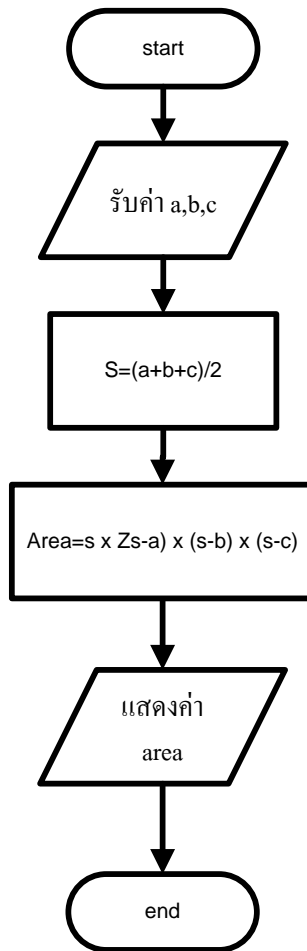 start
รับค่า a,b,c
S=(a+b+c)/2
Area=s x Zs-a) x (s-b) x (s-c)
แสดงค่า
area
end